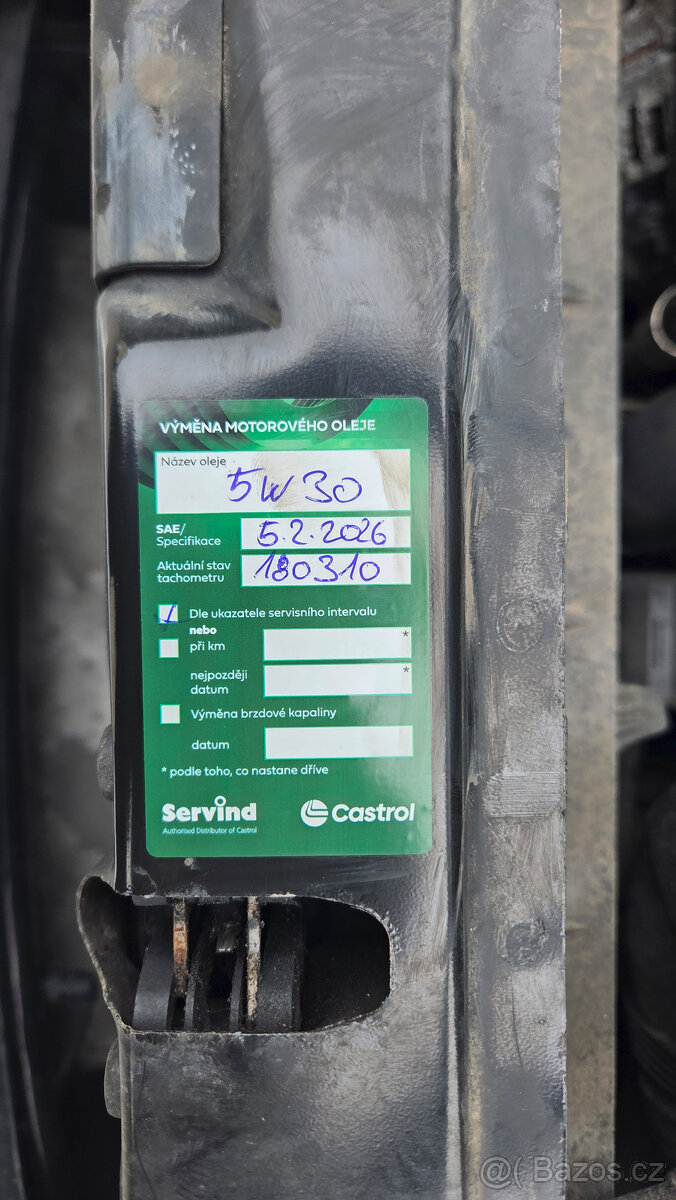 VÝMĚNA MOTOROVÉHO OLEJE
Název oleje
5W30
SAE/
Specifikace 5.2.2026
Aktuální stav
tachometru 180310
Dle ukazatele servisního intervalu
nebo
při km *
nejpozději *
datum
Výměna brzdové kapaliny
datum
* podle toho, co nastane dříve
Servind Castrol
Authorised Distributor of Castrol
@( Bazos.cz